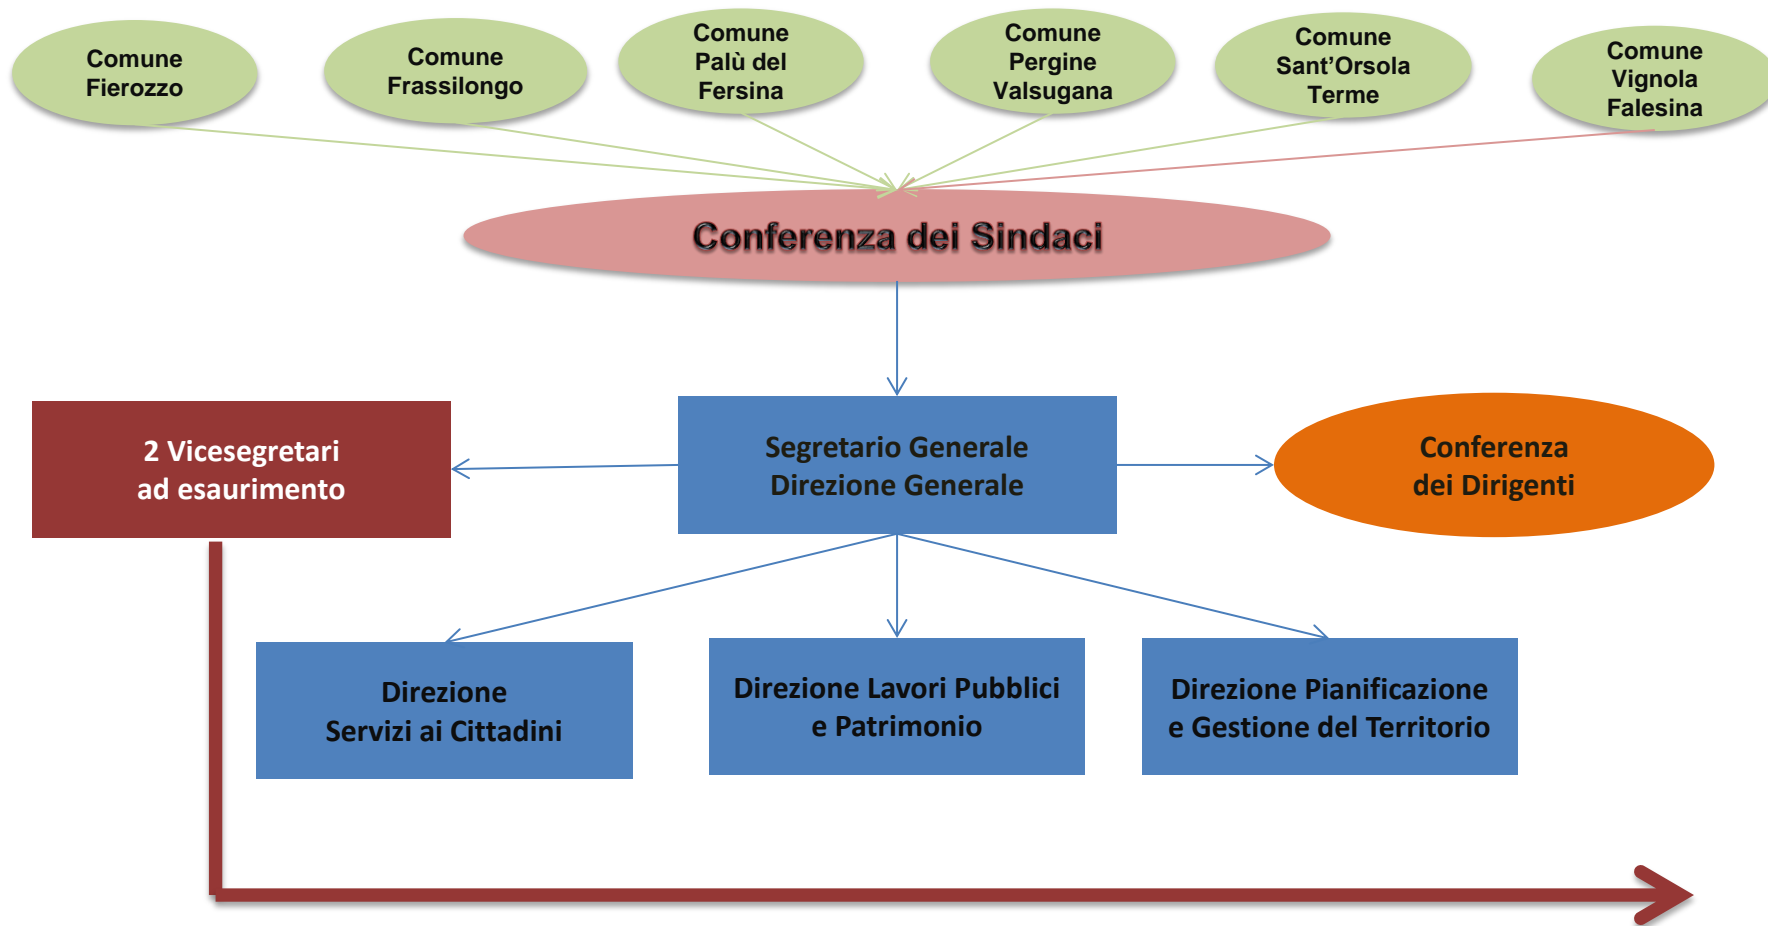 Comune
Fierozzo
Comune
Frassilongo
Comune
Palù del
Fersina
Comune
Pergine
Valsugana
Comune
Sant’Orsola
Terme
Comune
Vignola
Falesina
Conferenza dei Sindaci
2 Vicesegretari
ad esaurimento
Segretario Generale
Direzione Generale
Conferenza
dei Dirigenti
Direzione
Servizi ai Cittadini
Direzione Lavori Pubblici
e Patrimonio
Direzione Pianificazione
e Gestione del Territorio